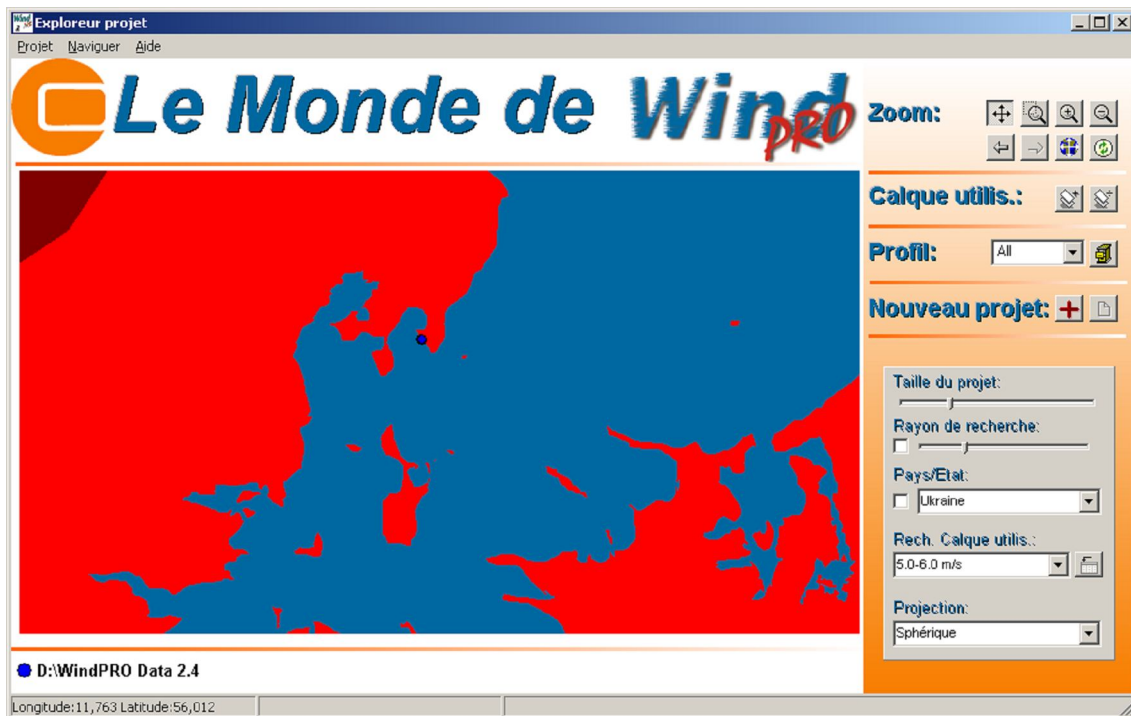 Exploreur projet
Projet Naviguer Aide
Le Monde de Wind PRO
Zoom:
Calque utilis.:
Profil: All
Nouveau projet:
Taille du projet:
Rayon de recherche:
Pays/Etat:
Ukraine
Rech. Calque utilis.:
5.0-6.0 m/s
Projection:
Sphérique
D:\WindPRO Data 2.4
Longitude:11,763 Latitude:56,012